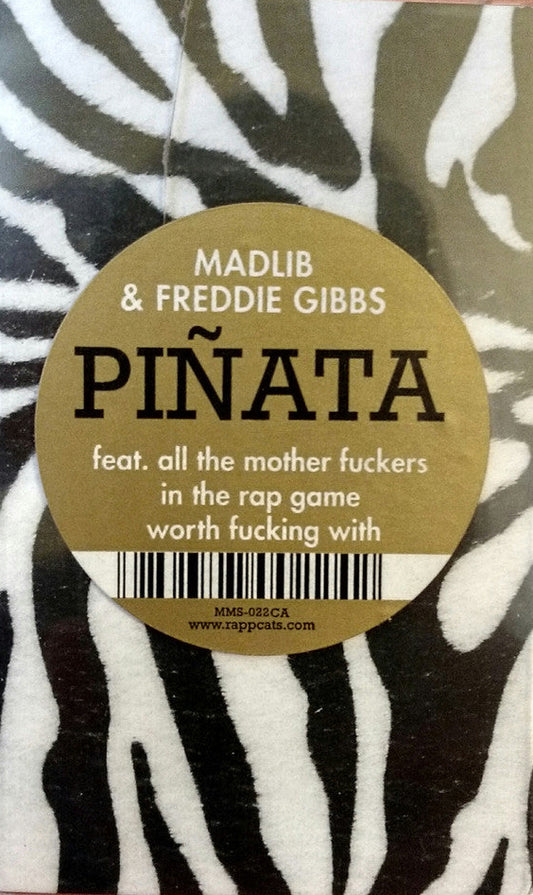 MADLIB
& FREDDIE GIBBS
PIÑATA
feat. all the mother fuckers
in the rap game
worth fucking with
MMS-022CA
www.rappcats.com